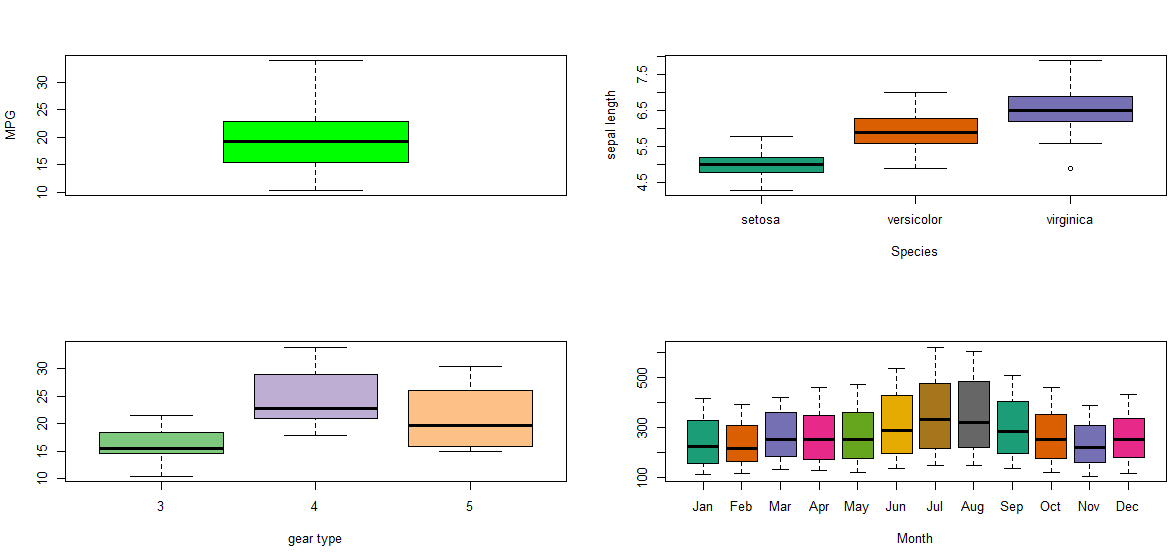 MPG
30
25
20
15
10
sepal length
7.5
6.5
5.5
4.5
setosa versicolor virginica
Species
30
25
20
15
10
3 4 5
gear type
500
300
100
Jan Feb Mar Apr May Jun Jul Aug Sep Oct Nov Dec
Month